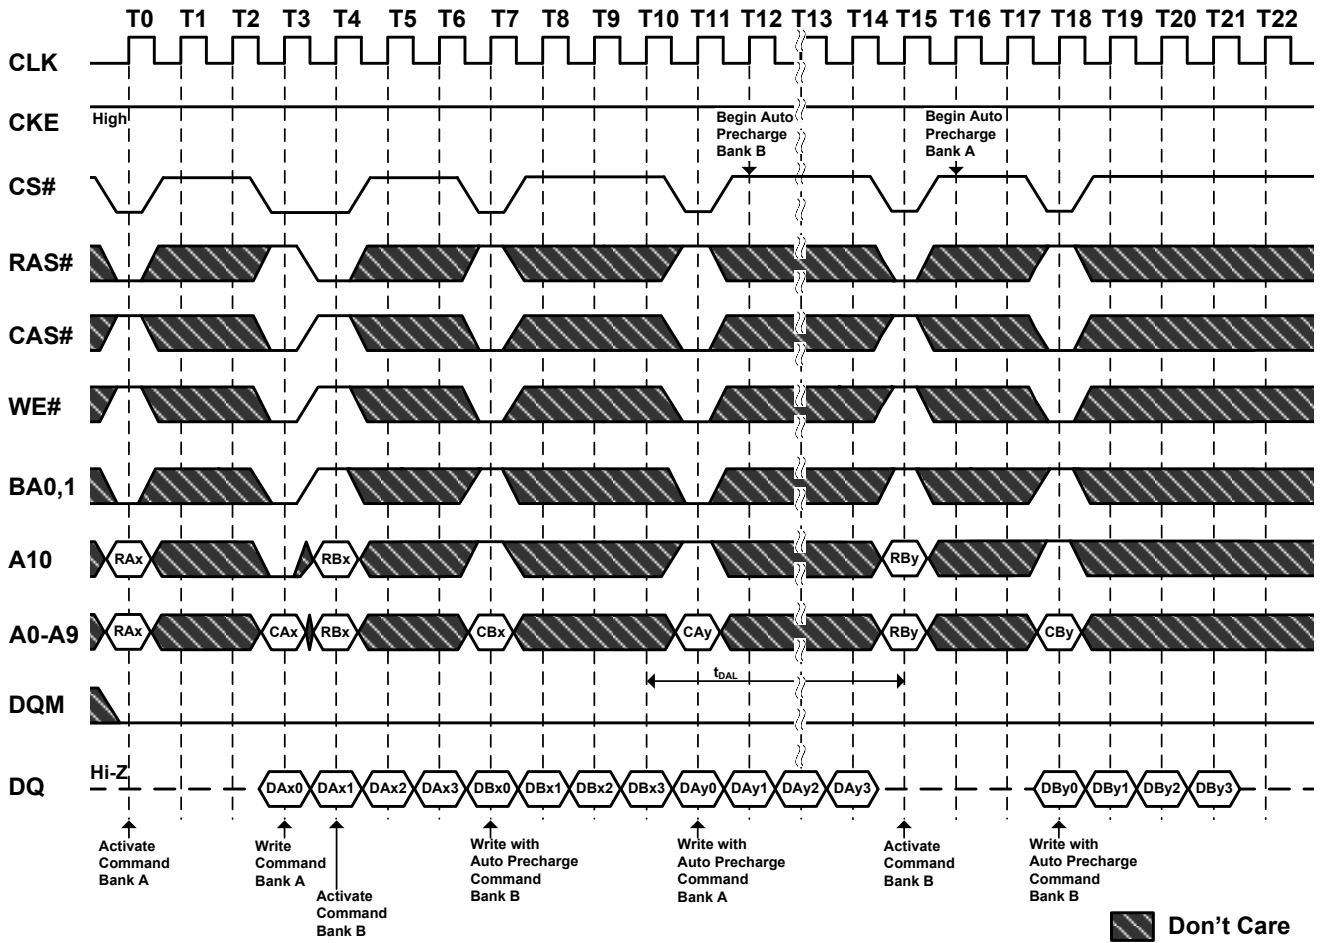 T0 T1 T2 T3 T4 T5 T6 T7 T8 T9 T10 T11 T12 T13 T14 T15 T16 T17 T18 T19 T20 T21 T22
CLK
CKE
High
Begin Auto
Precharge
Bank B
Begin Auto
Precharge
Bank A
CS#
RAS#
CAS#
WE#
BA0,1
A10
RAx RBx RBy
A0-A9
RAx CAx RBx CBx CAy RBy CBy
tDAL
DQM
Hi-Z
DQ
DAx0 DAx1 DAx2 DAx3 DBx0 DBx1 DBx2 DBx3 DAy0 DAy1 DAy2 DAy3 DBy0 DBy1 DBy2 DBy3
Activate
Command
Bank A
Write
Command
Bank A
Activate
Command
Bank B
Write with
Auto Precharge
Command
Bank B
Write with
Auto Precharge
Command
Bank A
Activate
Command
Bank B
Write with
Auto Precharge
Command
Bank B
Don't Care